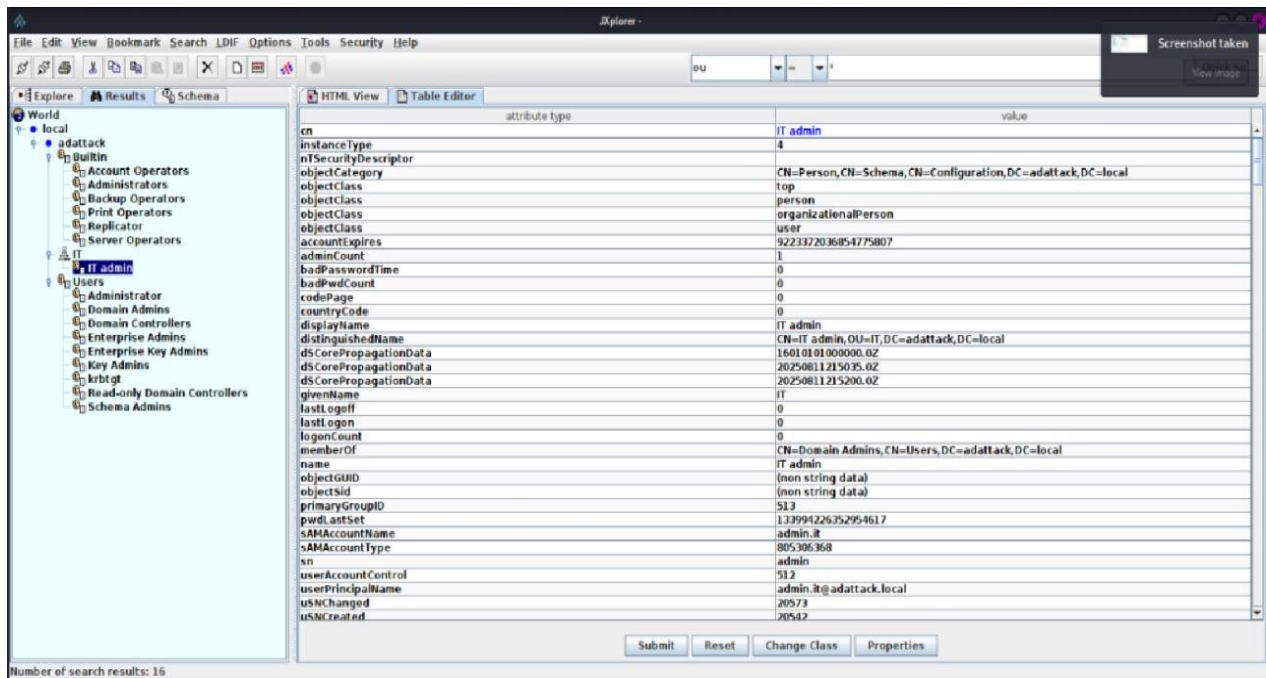 JXplorer -
File Edit View Bookmark Search LDIF Options Tools Security Help
Screenshot taken
View image
ou
=
Explore Results Schema
HTML View Table Editor
World
local
adattack
Builtin
Account Operators
Administrators
Backup Operators
Print Operators
Replicator
Server Operators
IT
IT admin
Users
Administrator
Domain Admins
Domain Controllers
Enterprise Admins
Enterprise Key Admins
Key Admins
krbtgt
Read-only Domain Controllers
Schema Admins
attribute type value
cn IT admin
instanceType 4
nTSecurityDescriptor
objectCategory CN=Person,CN=Schema,CN=Configuration,DC=adattack,DC=local
objectClass top
objectClass person
objectClass organizationalPerson
objectClass user
accountExpires 9223372036854775807
adminCount 1
badPasswordTime 0
badPwdCount 0
codePage 0
countryCode 0
displayName IT admin
distinguishedName CN=IT admin,OU=IT,DC=adattack,DC=local
dSCorePropagationData 16010101000000.0Z
dSCorePropagationData 20250811215035.0Z
dSCorePropagationData 20250811215200.0Z
givenName IT
lastLogoff 0
lastLogon 0
logonCount 0
memberOf CN=Domain Admins,CN=Users,DC=adattack,DC=local
name IT admin
objectGUID (non string data)
objectSid (non string data)
primaryGroupID 513
pwdLastSet 133994226352954617
sAMAccountName admin.it
sAMAccountType 805306368
sn admin
userAccountControl 512
userPrincipalName admin.it@adattack.local
uSNChanged 20573
uSNCreated 20542
Submit Reset Change Class Properties
Number of search results: 16